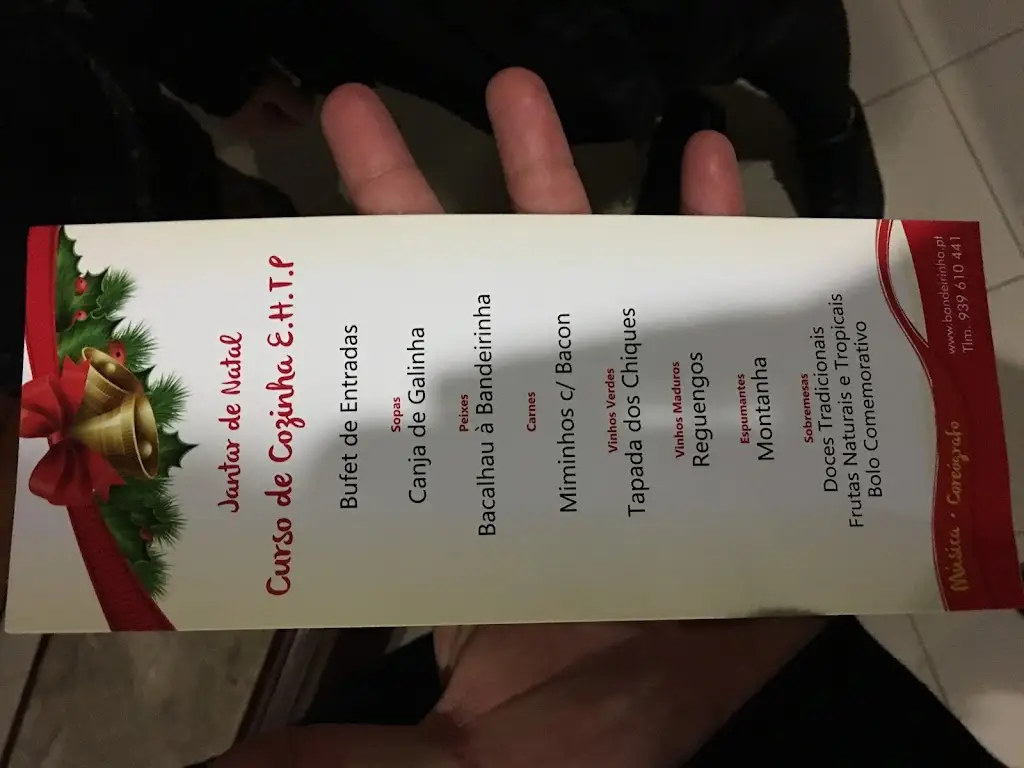 Jantar de Natal
Curso de Cozinha E.H.T.P
Bufet de Entradas
Sopas
Canja de Galinha
Peixes
Bacalhau à Bandeirinha
Carnes
Miminhos c/ Bacon
Vinhos Verdes
Tapada dos Chiques
Vinhos Maduros
Reguengos
Espumantes
Montanha
Sobremesas
Doces Tradicionais
Frutas Naturais e Tropicais
Bolo Comemorativo
Música · Coreógrafo
www.bandeirinho.pt
Tlm. 939 610 441